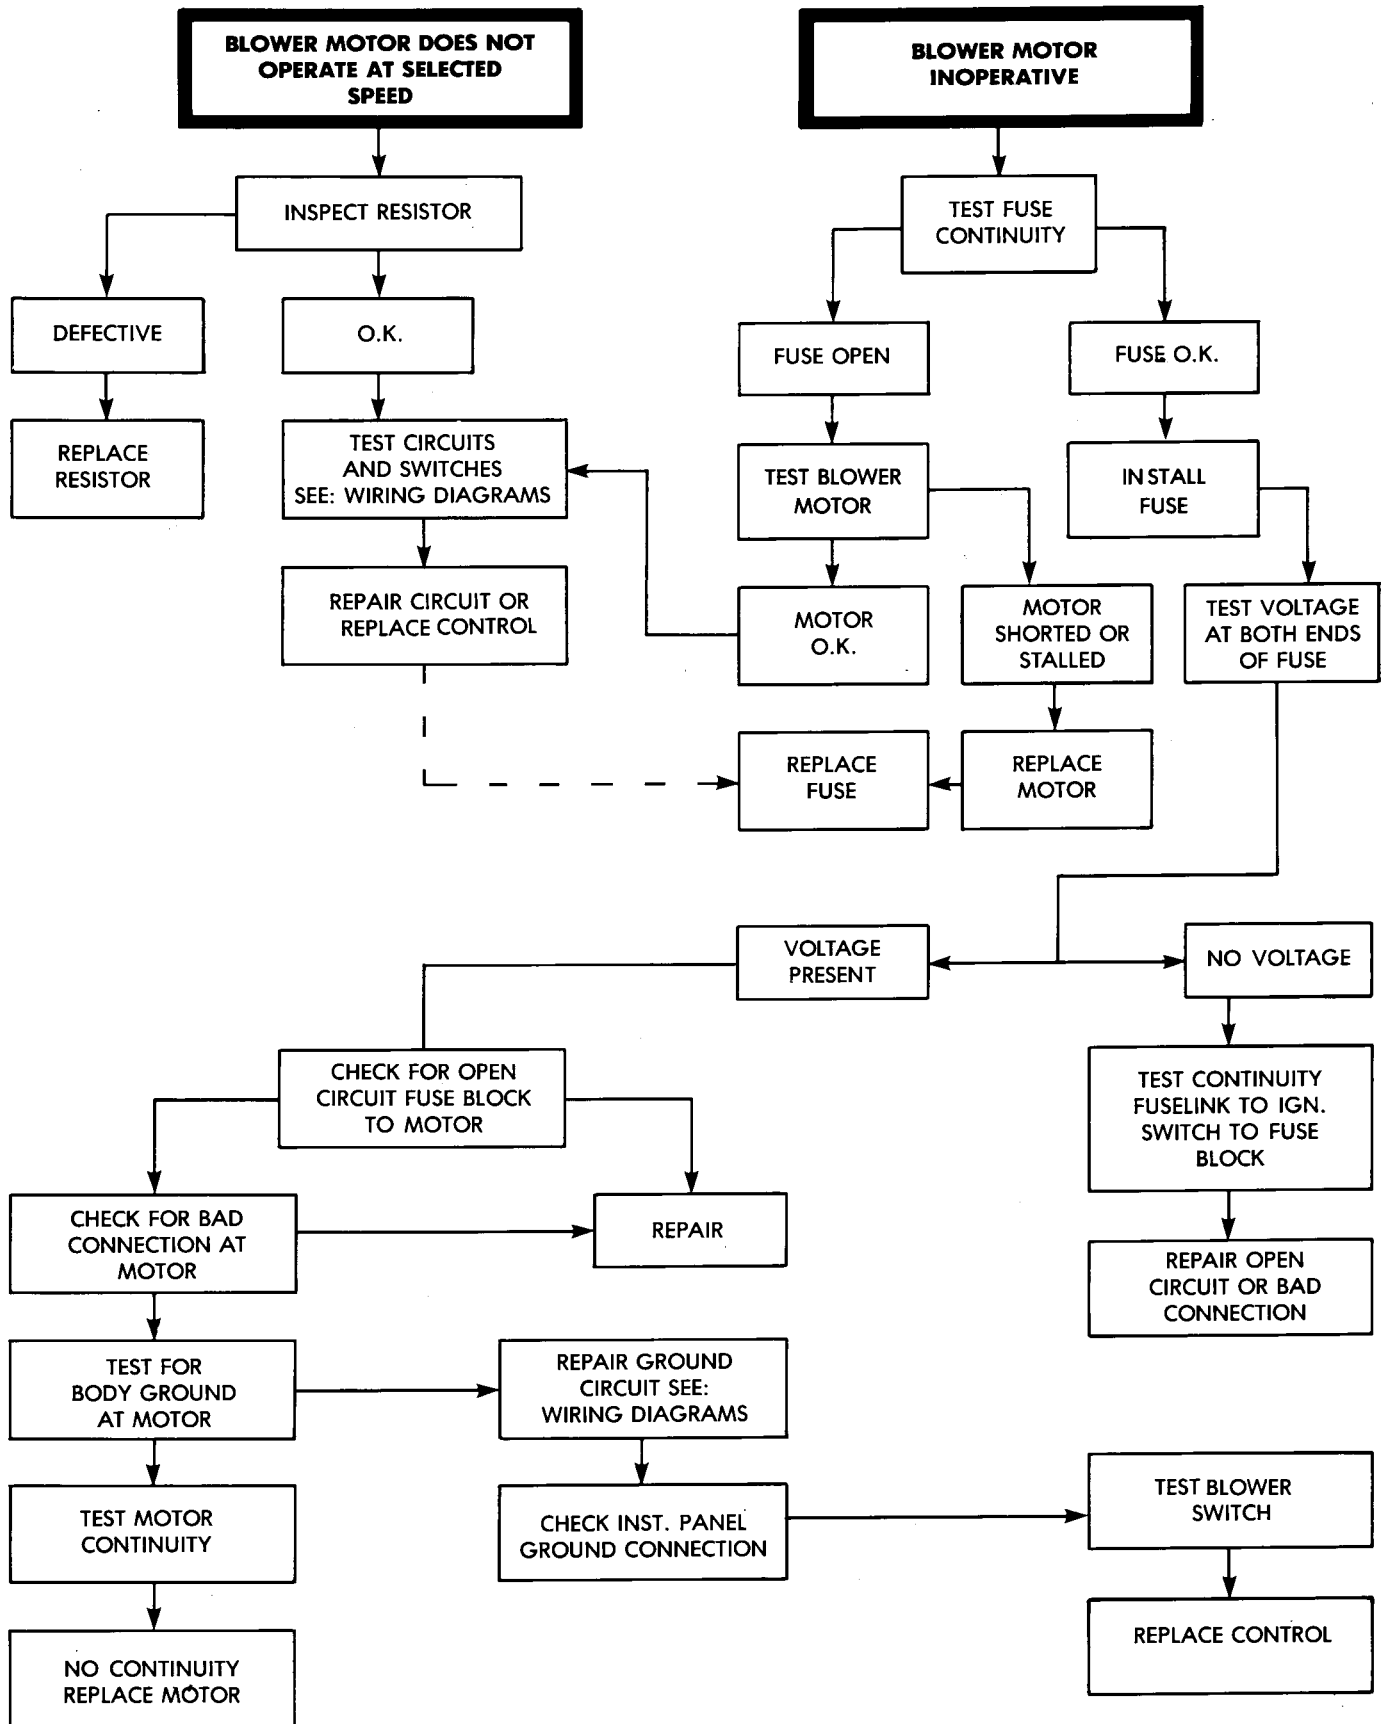 BLOWER MOTOR DOES NOT
OPERATE AT SELECTED
SPEED
BLOWER MOTOR
INOPERATIVE
INSPECT RESISTOR
TEST FUSE
CONTINUITY
DEFECTIVE
O.K.
FUSE OPEN
FUSE O.K.
REPLACE
RESISTOR
TEST CIRCUITS
AND SWITCHES
SEE: WIRING DIAGRAMS
TEST BLOWER
MOTOR
INSTALL
FUSE
REPAIR CIRCUIT OR
REPLACE CONTROL
MOTOR
O.K.
MOTOR
SHORTED OR
STALLED
TEST VOLTAGE
AT BOTH ENDS
OF FUSE
REPLACE
FUSE
REPLACE
MOTOR
VOLTAGE
PRESENT
NO VOLTAGE
CHECK FOR OPEN
CIRCUIT FUSE BLOCK
TO MOTOR
TEST CONTINUITY
FUSELINK TO IGN.
SWITCH TO FUSE
BLOCK
CHECK FOR BAD
CONNECTION AT
MOTOR
REPAIR
REPAIR OPEN
CIRCUIT OR BAD
CONNECTION
TEST FOR
BODY GROUND
AT MOTOR
REPAIR GROUND
CIRCUIT SEE:
WIRING DIAGRAMS
TEST MOTOR
CONTINUITY
CHECK INST. PANEL
GROUND CONNECTION
TEST BLOWER
SWITCH
NO CONTINUITY
REPLACE MOTOR
REPLACE CONTROL